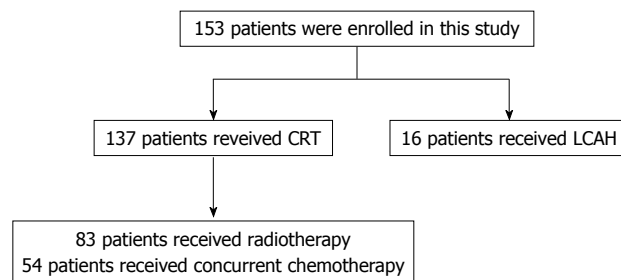 153 patients were enrolled in this study
137 patients reveived CRT
16 patients received LCAH
83 patients received radiotherapy
54 patients received concurrent chemotherapy